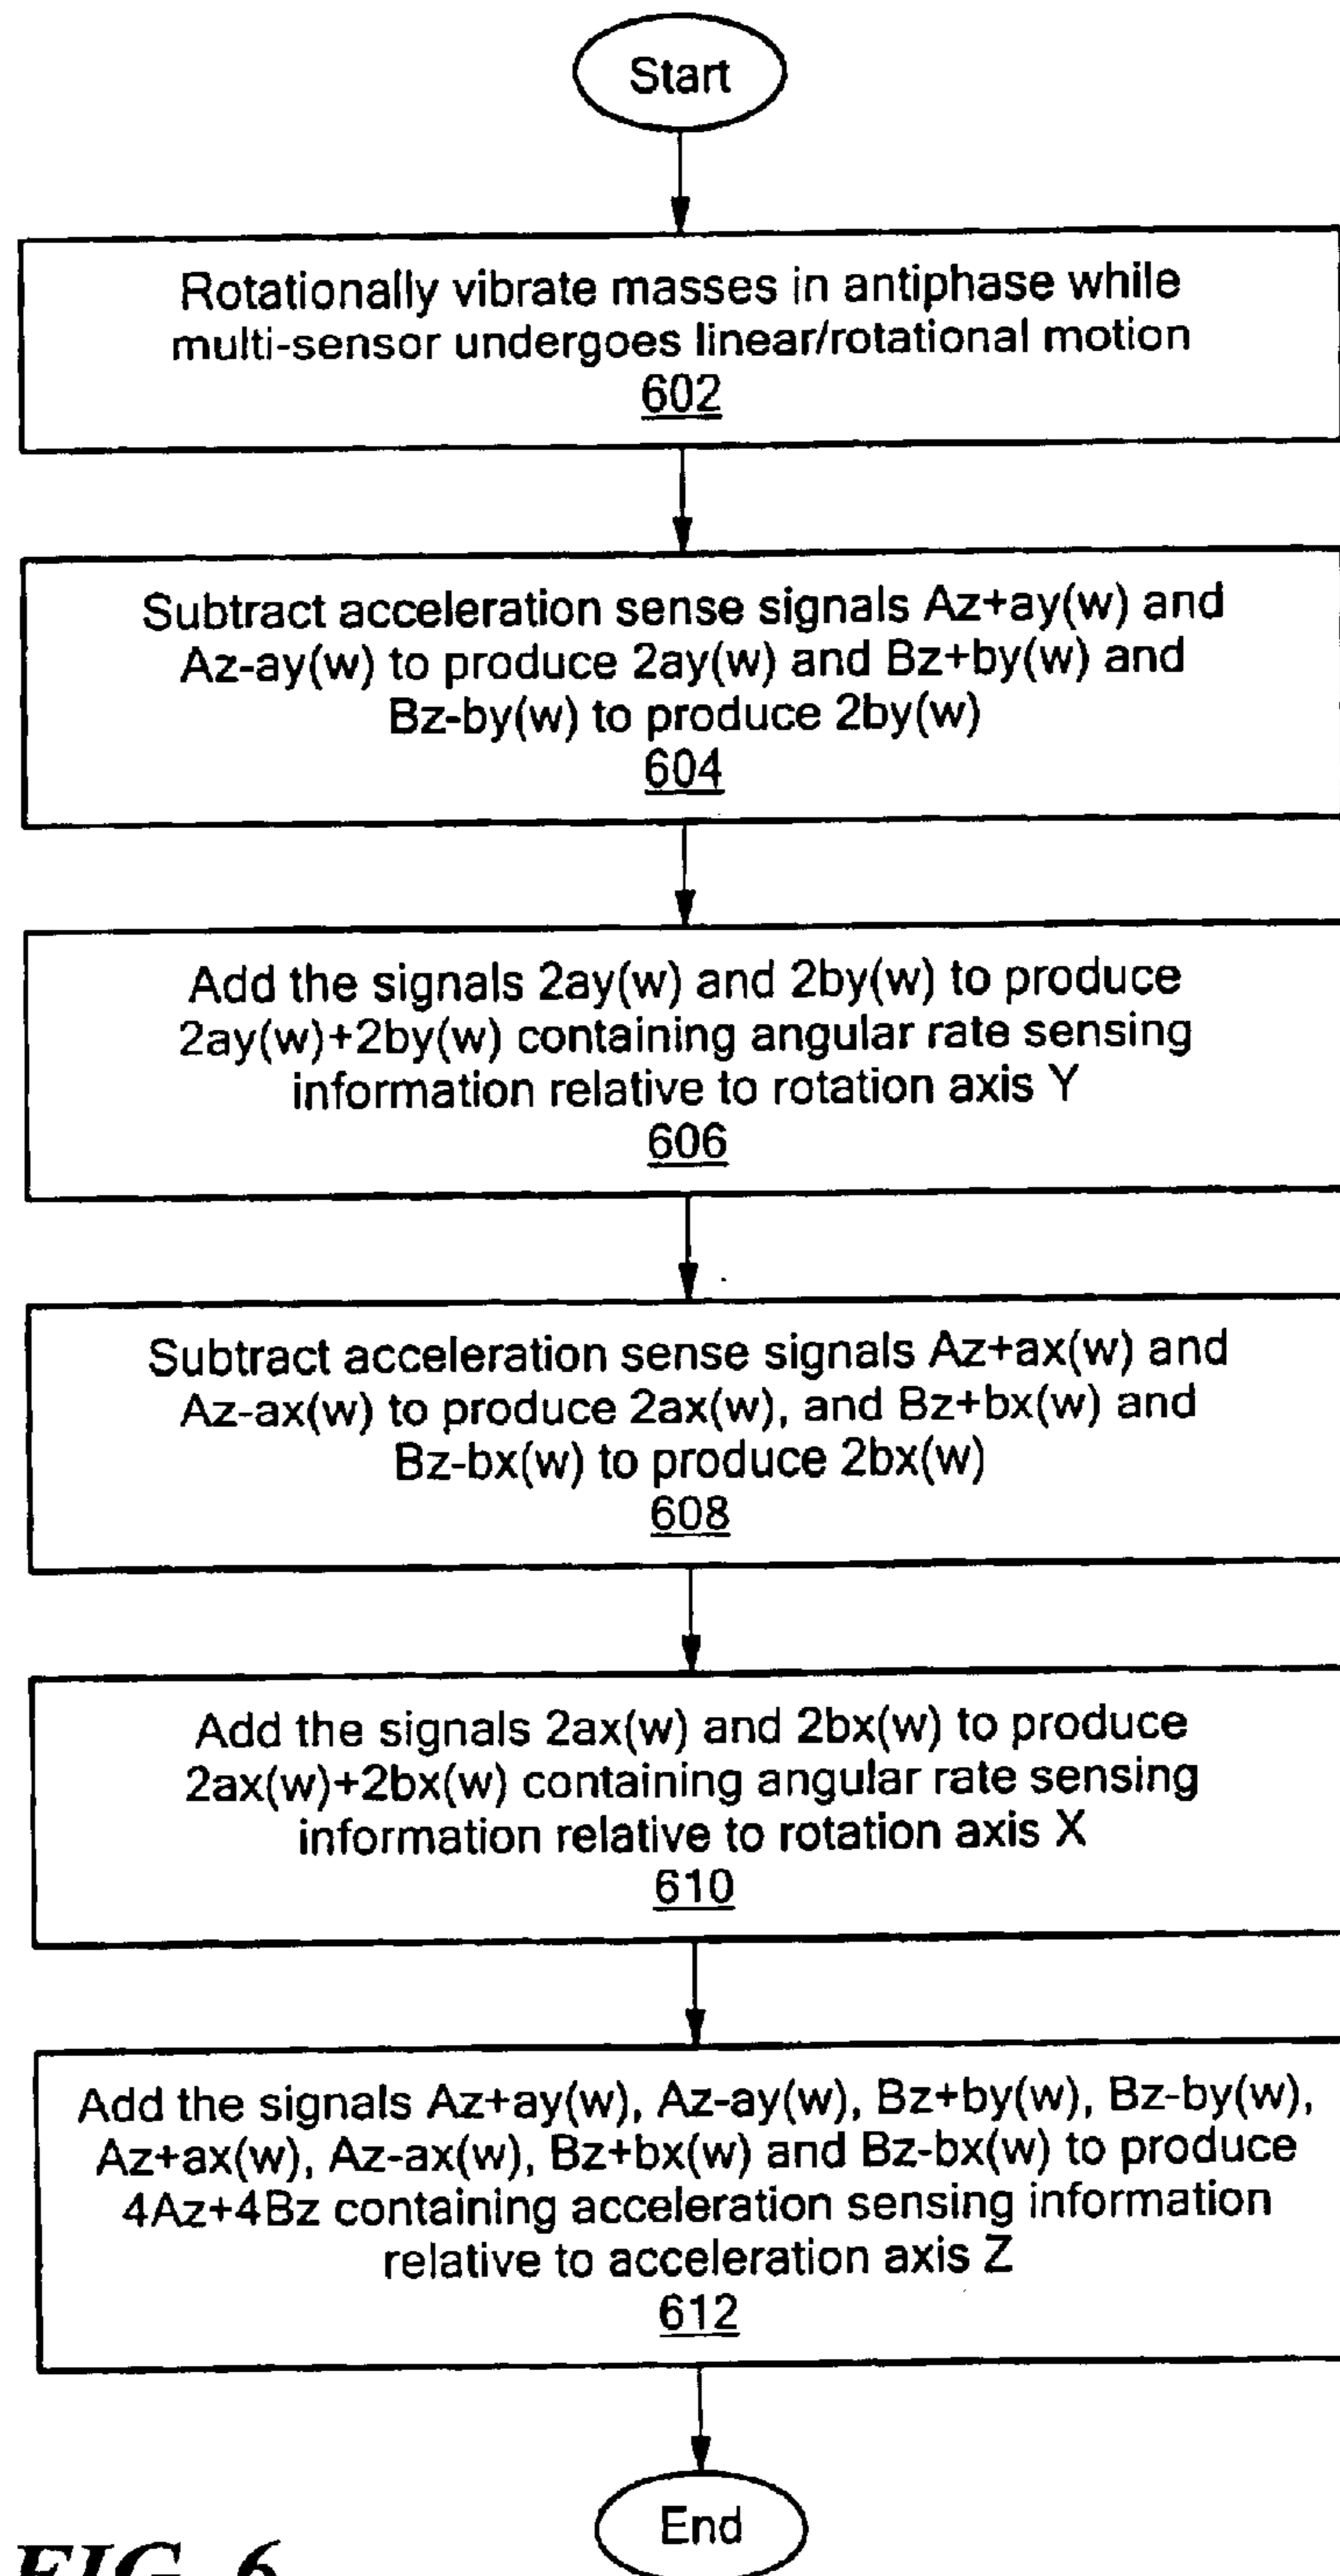 Start
Rotationally vibrate masses in antiphase while
multi-sensor undergoes linear/rotational motion
602
Subtract acceleration sense signals Az+ay(w) and
Az-ay(w) to produce 2ay(w) and Bz+by(w) and
Bz-by(w) to produce 2by(w)
604
Add the signals 2ay(w) and 2by(w) to produce
2ay(w)+2by(w) containing angular rate sensing
information relative to rotation axis Y
606
Subtract acceleration sense signals Az+ax(w) and
Az-ax(w) to produce 2ax(w), and Bz+bx(w) and
Bz-bx(w) to produce 2bx(w)
608
Add the signals 2ax(w) and 2bx(w) to produce
2ax(w)+2bx(w) containing angular rate sensing
information relative to rotation axis X
610
Add the signals Az+ay(w), Az-ay(w), Bz+by(w), Bz-by(w),
Az+ax(w), Az-ax(w), Bz+bx(w) and Bz-bx(w) to produce
4Az+4Bz containing acceleration sensing information
relative to acceleration axis Z
612
End
FIG. 6